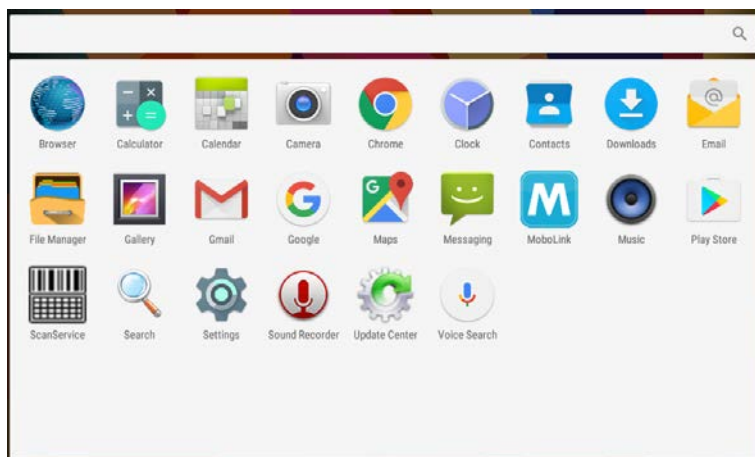 Browser Calculator Calendar Camera Chrome Clock Contacts Downloads Email
File Manager Gallery Gmail Google Maps Messaging MoboLink Music Play Store
ScanService Search Settings Sound Recorder Update Center Voice Search